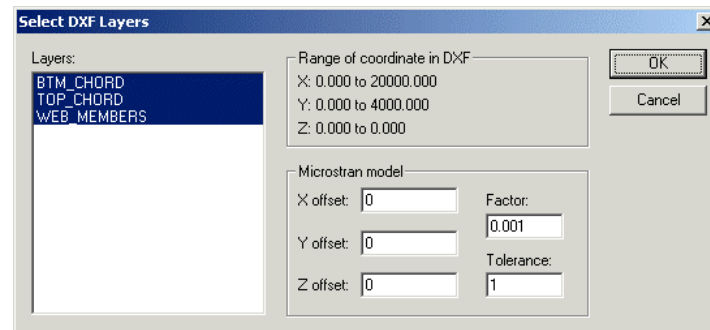 Select DXF Layers
Layers:
BTM_CHORD
TOP_CHORD
WEB_MEMBERS
Range of coordinate in DXF
X: 0.000 to 20000.000
Y: 0.000 to 4000.000
Z: 0.000 to 0.000
Microstran model
X offset: 0
Y offset: 0
Z offset: 0
Factor:
0.001
Tolerance:
1
OK
Cancel